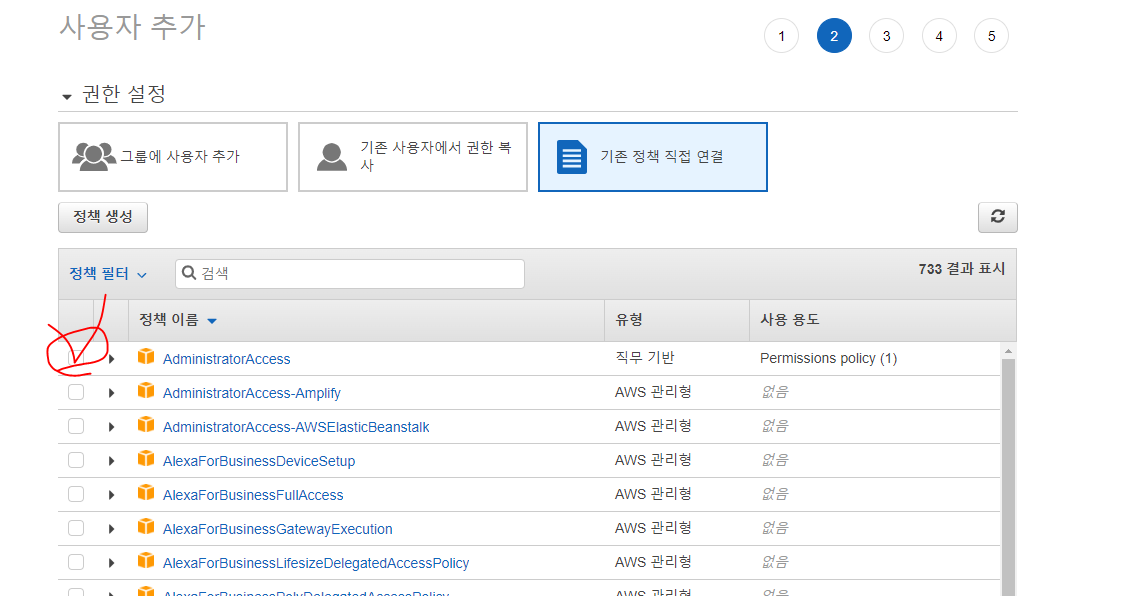 사용자 추가
1 2 3 4 5
권한 설정
그룹에 사용자 추가
기존 사용자에서 권한 복
사
기존 정책 직접 연결
정책 생성
정책 필터 검색 733 결과 표시
정책 이름 유형 사용 용도
AdministratorAccess 직무 기반 Permissions policy (1)
AdministratorAccess-Amplify AWS 관리형 없음
AdministratorAccess-AWSElasticBeanstalk AWS 관리형 없음
AlexaForBusinessDeviceSetup AWS 관리형 없음
AlexaForBusinessFullAccess AWS 관리형 없음
AlexaForBusinessGatewayExecution AWS 관리형 없음
AlexaForBusinessLifesizeDelegatedAccessPolicy AWS 관리형 없음
AlexaForBusinessPolyDelegatedAccessPolicy AWS 관리형 없음